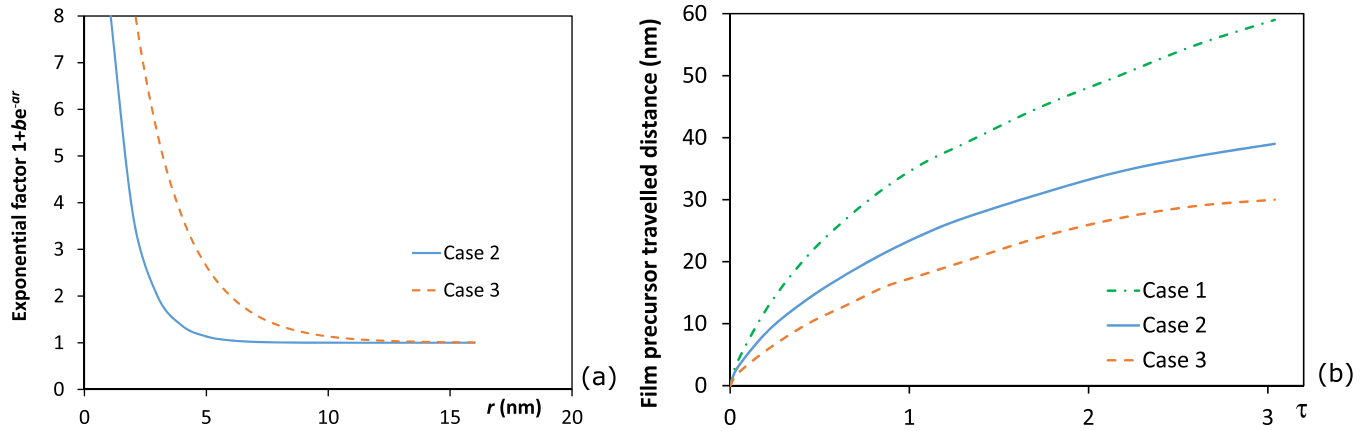 Exponential factor 1+be⁻ᵃʳ
8
7
6
5
4
3
2
1
0
0
5
10
15
20
r (nm)
Case 2
Case 3
(a)
Film precursor travelled distance (nm)
60
50
40
30
20
10
0
0
1
2
3
τ
Case 1
Case 2
Case 3
(b)